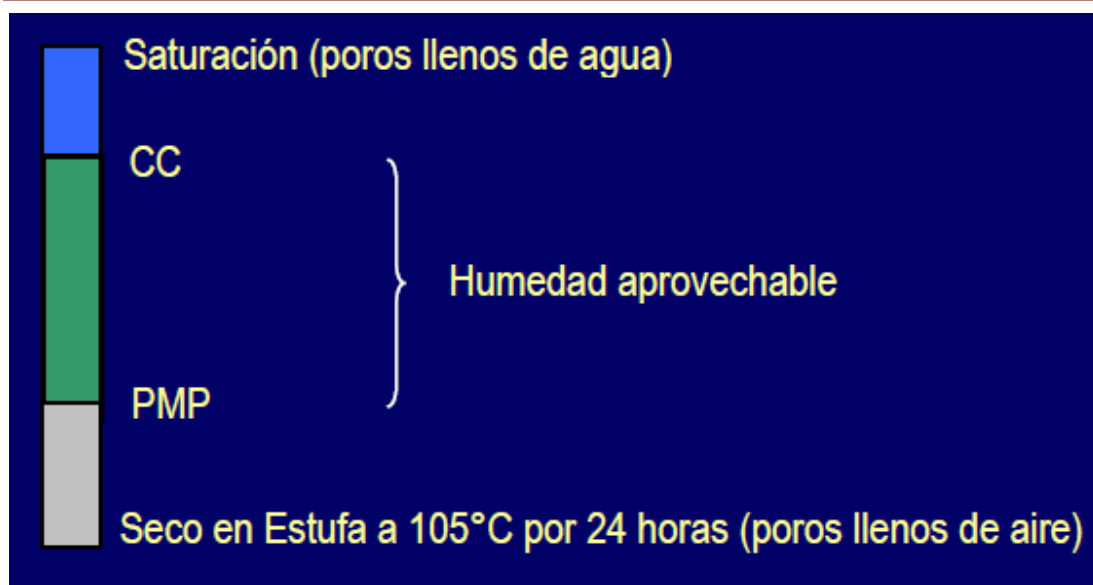 Saturación (poros llenos de agua)
CC
Humedad aprovechable
PMP
Seco en Estufa a 105°C por 24 horas (poros llenos de aire)